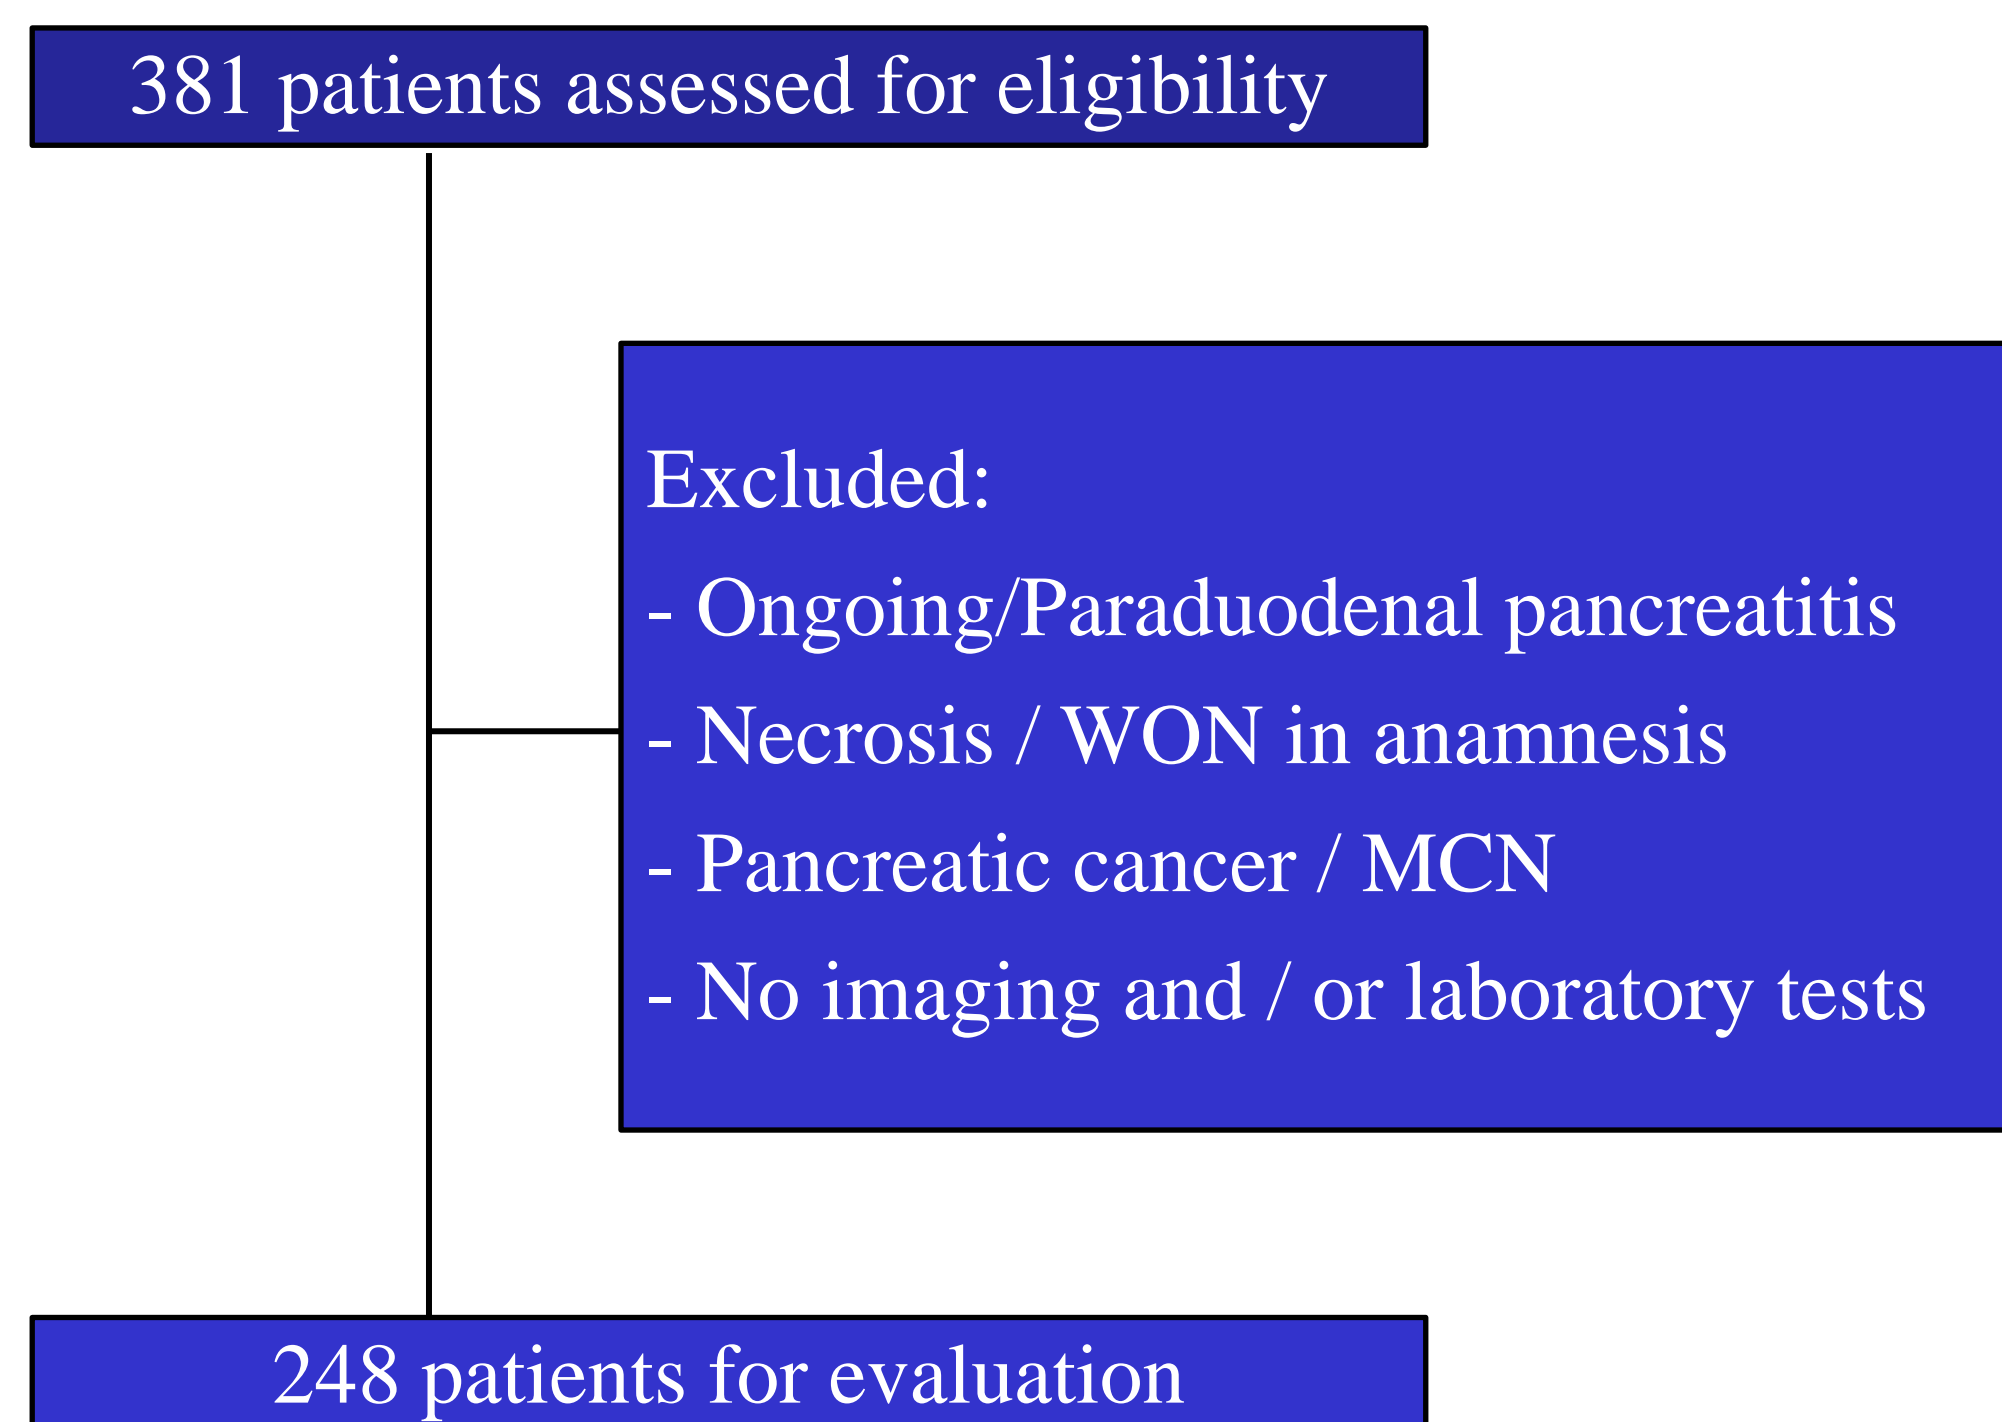 381 patients assessed for eligibility
Excluded:
- Ongoing/Paraduodenal pancreatitis
- Necrosis / WON in anamnesis
- Pancreatic cancer / MCN
- No imaging and / or laboratory tests
248 patients for evaluation